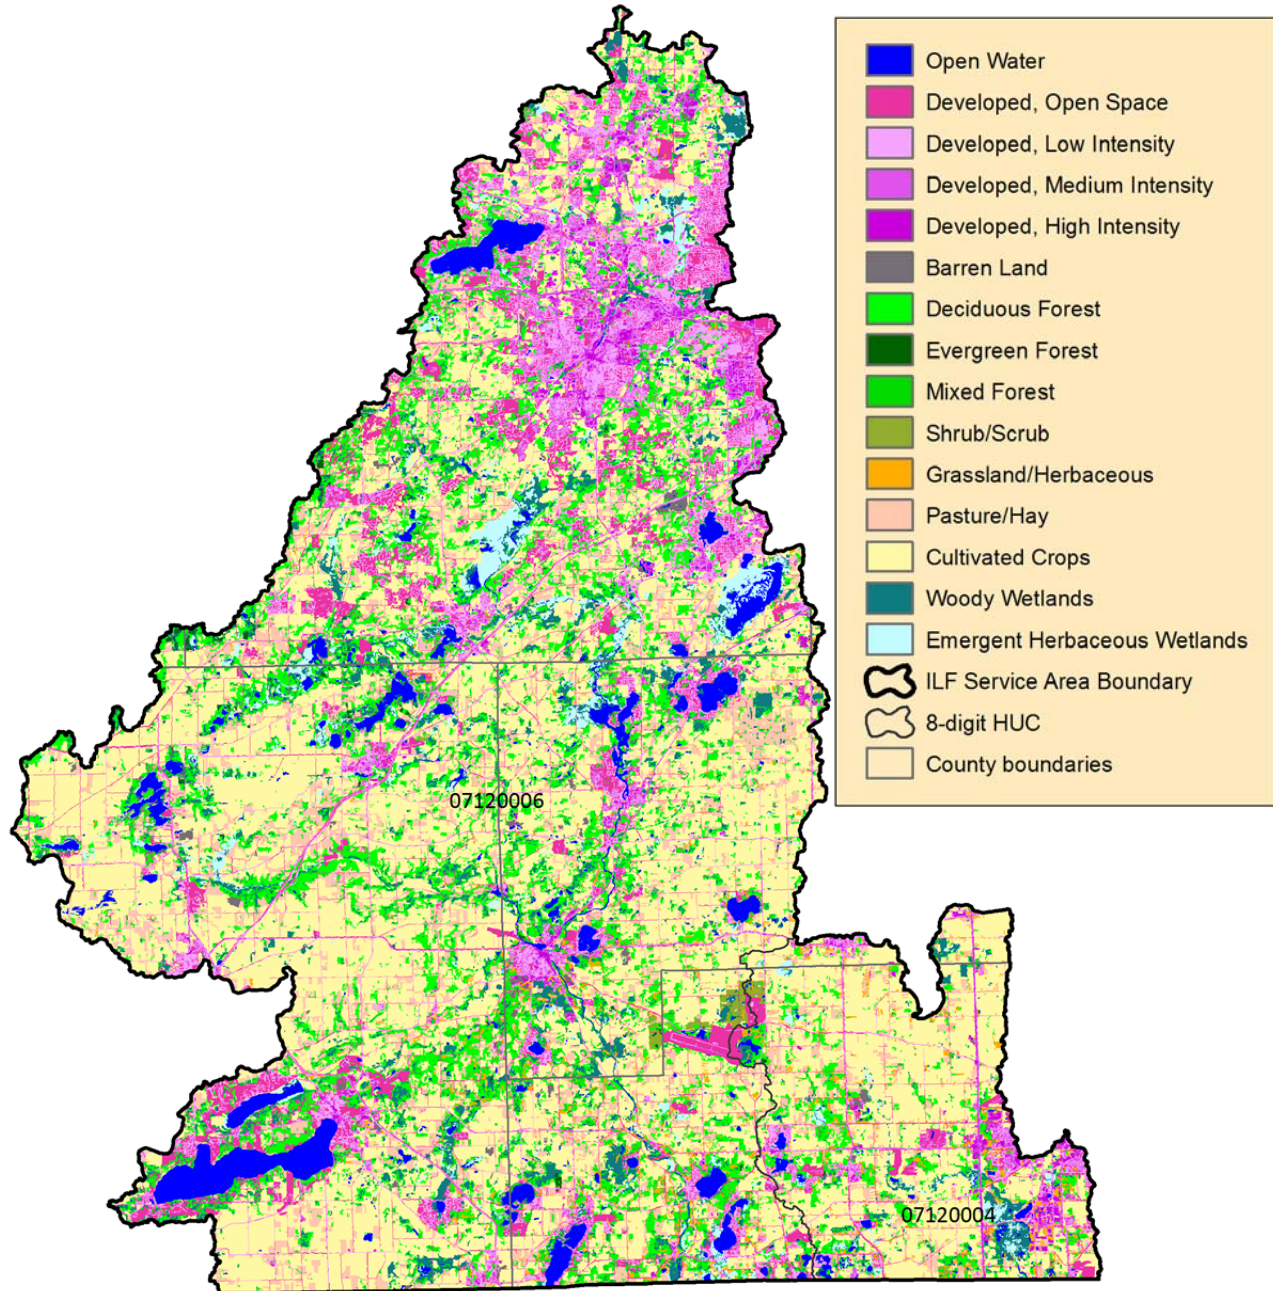 Open Water
Developed, Open Space
Developed, Low Intensity
Developed, Medium Intensity
Developed, High Intensity
Barren Land
Deciduous Forest
Evergreen Forest
Mixed Forest
Shrub/Scrub
Grassland/Herbaceous
Pasture/Hay
Cultivated Crops
Woody Wetlands
Emergent Herbaceous Wetlands
ILF Service Area Boundary
8-digit HUC
County boundaries
07120006
07120004